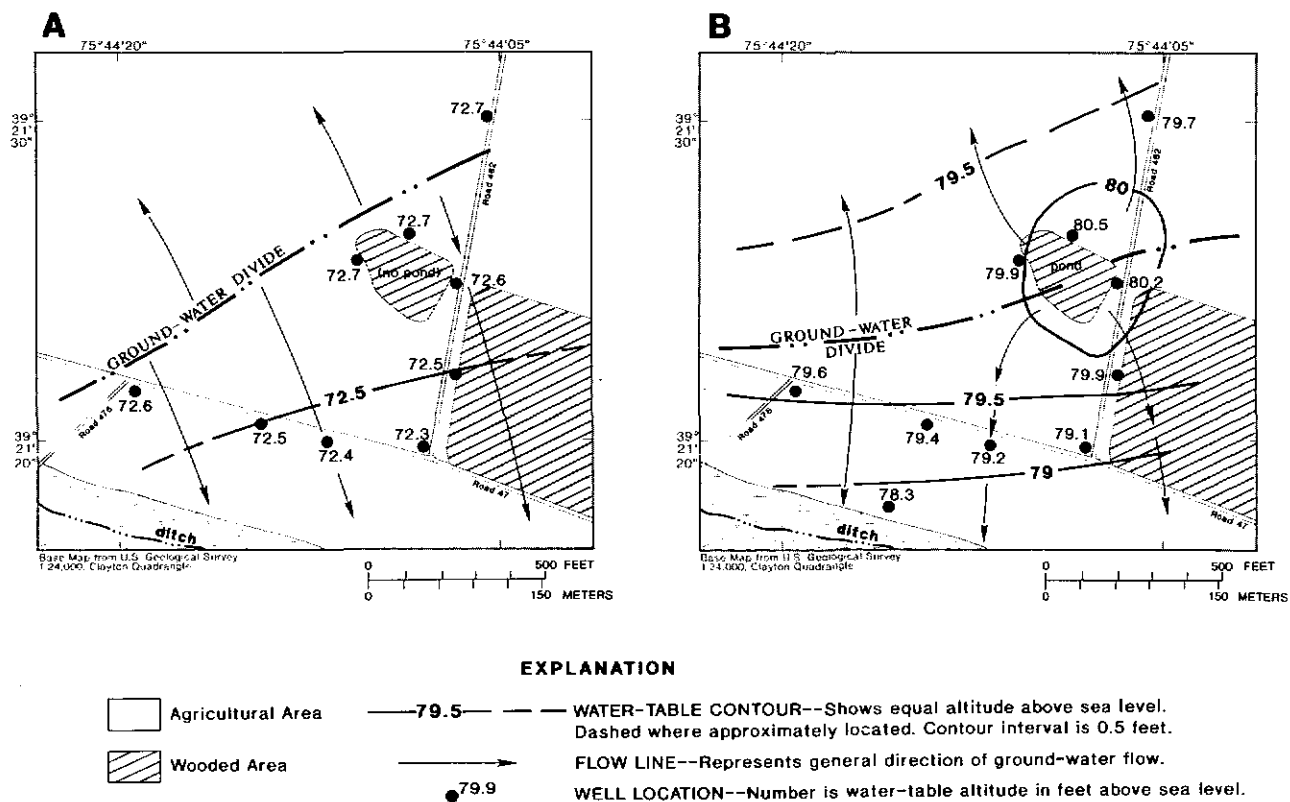 A
75°44'20"
75°44'05"
39°
21'
30"
72.7
Road 482
72.7
72.7
(no pond)
72.6
GROUND-WATER DIVIDE
72.5
72.5
72.6
Road 478
72.5
72.4
72.3
39°
21'
20"
Road 47
ditch
Base Map from U.S. Geological Survey
1:24,000, Clayton Quadrangle
0 500 FEET
0 150 METERS
B
75°44'20"
75°44'05"
39°
21'
30"
79.7
79.5
80
Road 482
80.5
79.9
pond
80.2
GROUND-WATER
DIVIDE
79.6
79.9
79.5
Road 478
79.4
79.2
79.1
39°
21'
20"
79
78.3
Road 47
ditch
Base Map from U.S. Geological Survey
1:24,000, Clayton Quadrangle
0 500 FEET
0 150 METERS
EXPLANATION
Agricultural Area
Wooded Area
79.5 WATER-TABLE CONTOUR--Shows equal altitude above sea level.
Dashed where approximately located. Contour interval is 0.5 feet.
FLOW LINE--Represents general direction of ground-water flow.
79.9 WELL LOCATION--Number is water-table altitude in feet above sea level.